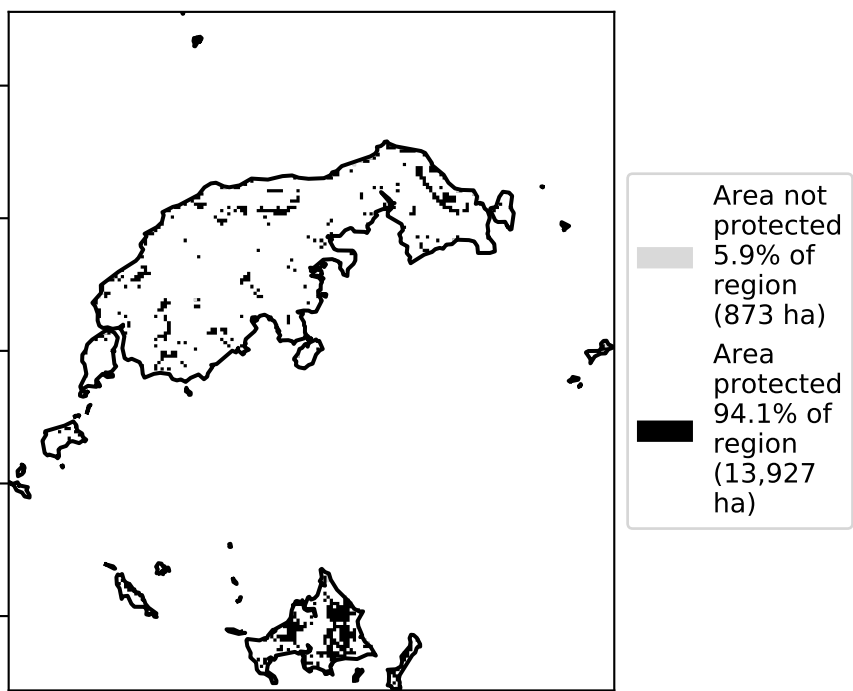 Area not
protected
5.9% of
region
(873 ha)
Area
protected
94.1% of
region
(13,927
ha)